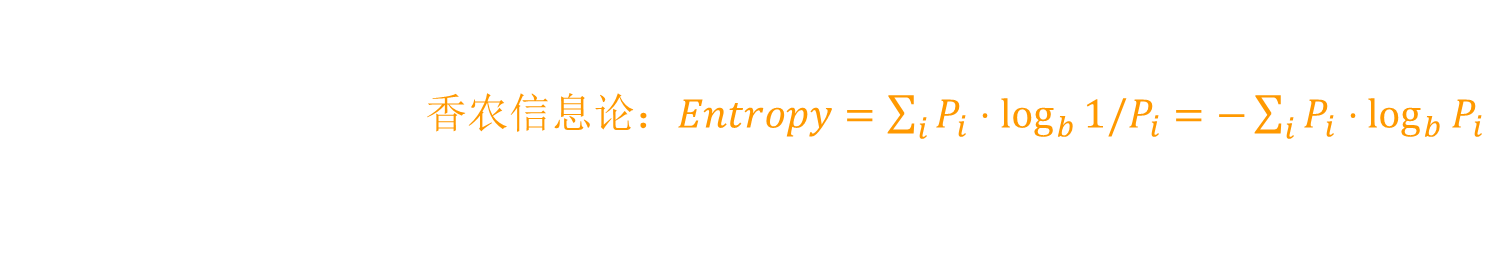 香农信息论：Entropy = ∑ᵢ Pᵢ · log_b 1/Pᵢ = − ∑ᵢ Pᵢ · log_b Pᵢ